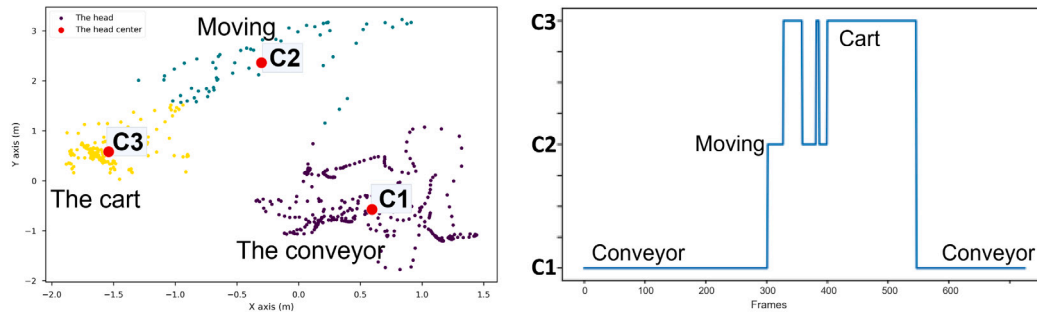 The head
The head center
Moving
C2
C3
The cart
C1
The conveyor
Y axis (m)
3
2
1
0
−1
−2
−2.0
−1.5
−1.0
−0.5
0.0
0.5
1.0
1.5
X axis (m)
C3
Cart
C2
Moving
C1
Conveyor
Conveyor
0
100
200
300
400
500
600
Frames